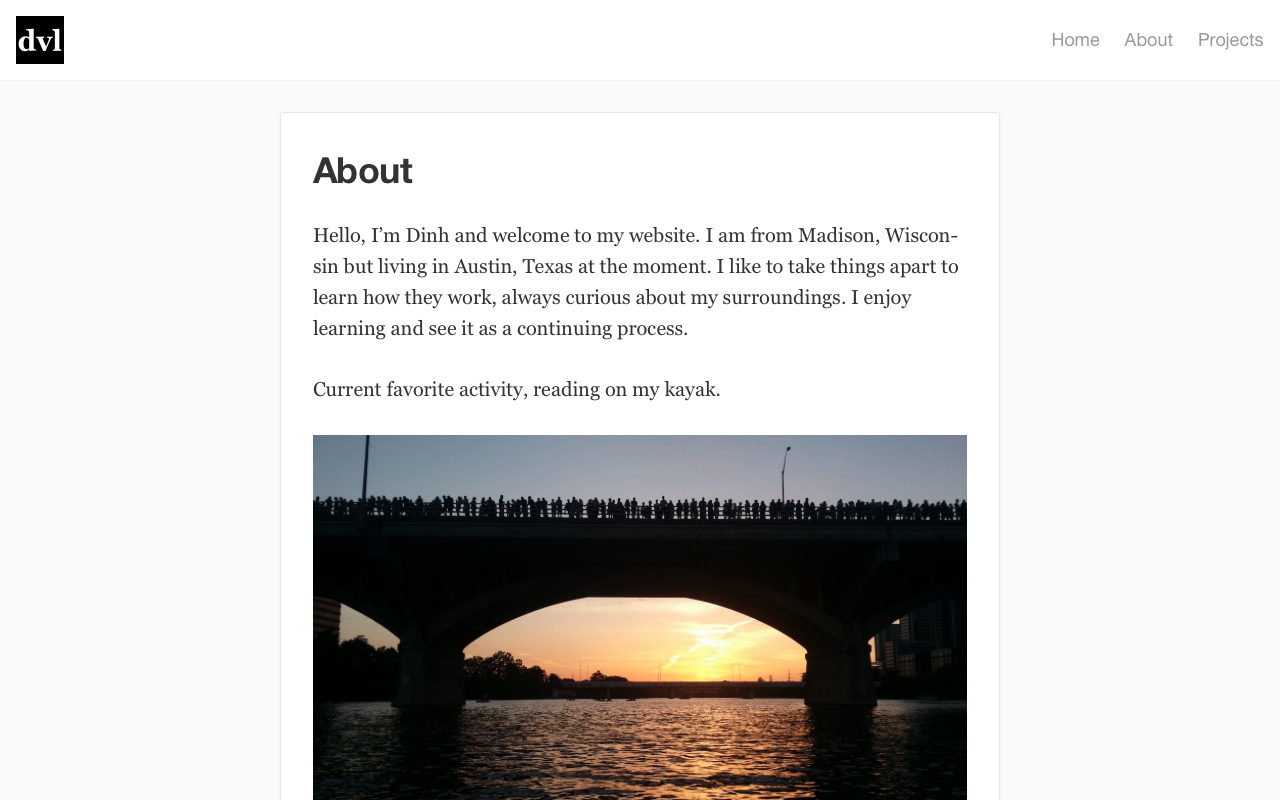 dvl
Home
About
Projects
About
Hello, I’m Dinh and welcome to my website. I am from Madison, Wiscon-
sin but living in Austin, Texas at the moment. I like to take things apart to
learn how they work, always curious about my surroundings. I enjoy
learning and see it as a continuing process.
Current favorite activity, reading on my kayak.